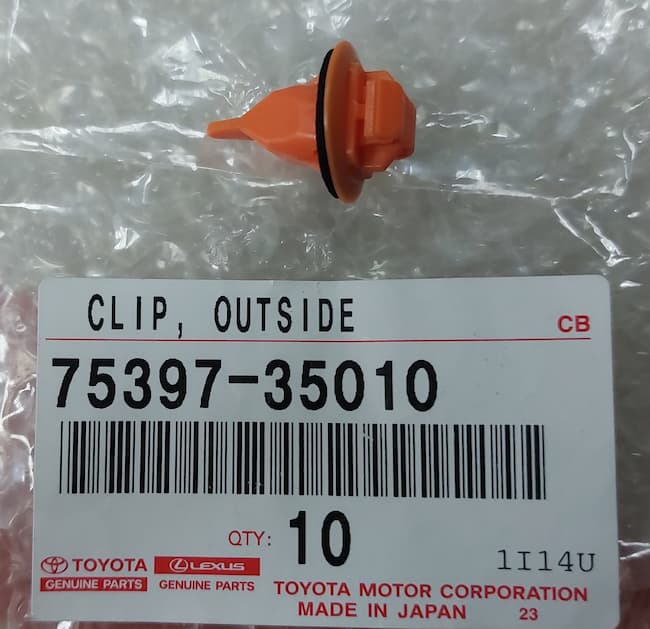 CLIP, OUTSIDE
CB
75397-35010
QTY: 10
1I14U
TOYOTA LEXUS
GENUINE PARTS GENUINE PARTS
TOYOTA MOTOR CORPORATION
MADE IN JAPAN 23